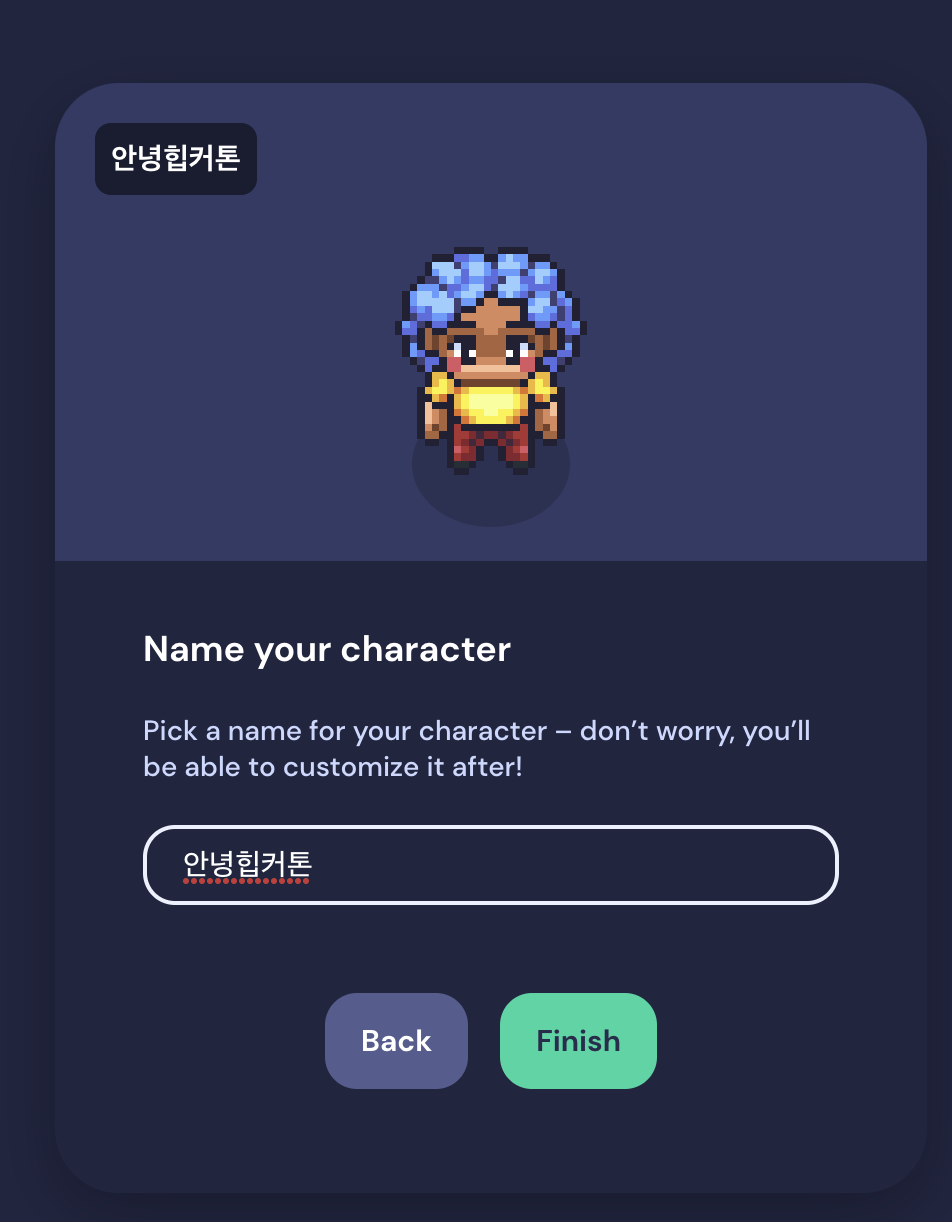 안녕힙커톤
Name your character
Pick a name for your character – don’t worry, you’ll
be able to customize it after!
안녕힙커톤
Back
Finish